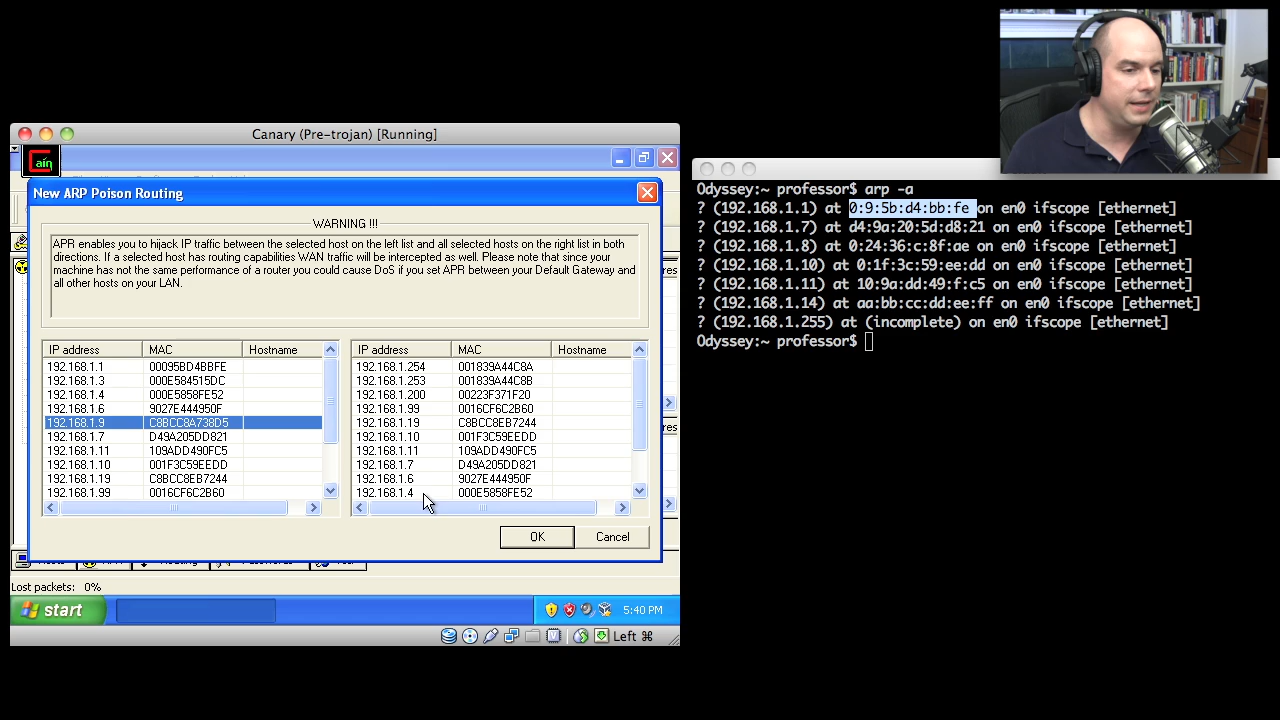 Canary (Pre-trojan) [Running]
Cain
New ARP Poison Routing
WARNING !!!
APR enables you to hijack IP traffic between the selected host on the left list and all selected hosts on the right list in both
directions. If a selected host has routing capabilities WAN traffic will be intercepted as well. Please note that since your
machine has not the same performance of a router you could cause DoS if you set APR between your Default Gateway and
all other hosts on your LAN.
IP address MAC Hostname
192.168.1.1 00095BD4BBFE
192.168.1.3 000E584515DC
192.168.1.4 000E5858FE52
192.168.1.6 9027E444950F
192.168.1.9 C8BCC8A738D5
192.168.1.7 D49A205DD821
192.168.1.11 109ADD490FC5
192.168.1.10 001F3C59EEDD
192.168.1.19 C8BCC8EB7244
192.168.1.99 0016CF6C2B60
IP address MAC Hostname
192.168.1.254 001839A44C8A
192.168.1.253 001839A44C8B
192.168.1.200 00223F371F20
192.168.1.99 0016CF6C2B60
192.168.1.19 C8BCC8EB7244
192.168.1.10 001F3C59EEDD
192.168.1.11 109ADD490FC5
192.168.1.7 D49A205DD821
192.168.1.6 9027E444950F
192.168.1.4 000E5858FE52
OK Cancel
Lost packets: 0%
start 5:40 PM
Left ⌘
Odyssey:~ professor$ arp -a
? (192.168.1.1) at 0:9:5b:d4:bb:fe on en0 ifscope [ethernet]
? (192.168.1.7) at d4:9a:20:5d:d8:21 on en0 ifscope [ethernet]
? (192.168.1.8) at 0:24:36:c:8f:ae on en0 ifscope [ethernet]
? (192.168.1.10) at 0:1f:3c:59:ee:dd on en0 ifscope [ethernet]
? (192.168.1.11) at 10:9a:dd:49:f:c5 on en0 ifscope [ethernet]
? (192.168.1.14) at aa:bb:cc:dd:ee:ff on en0 ifscope [ethernet]
? (192.168.1.255) at (incomplete) on en0 ifscope [ethernet]
Odyssey:~ professor$